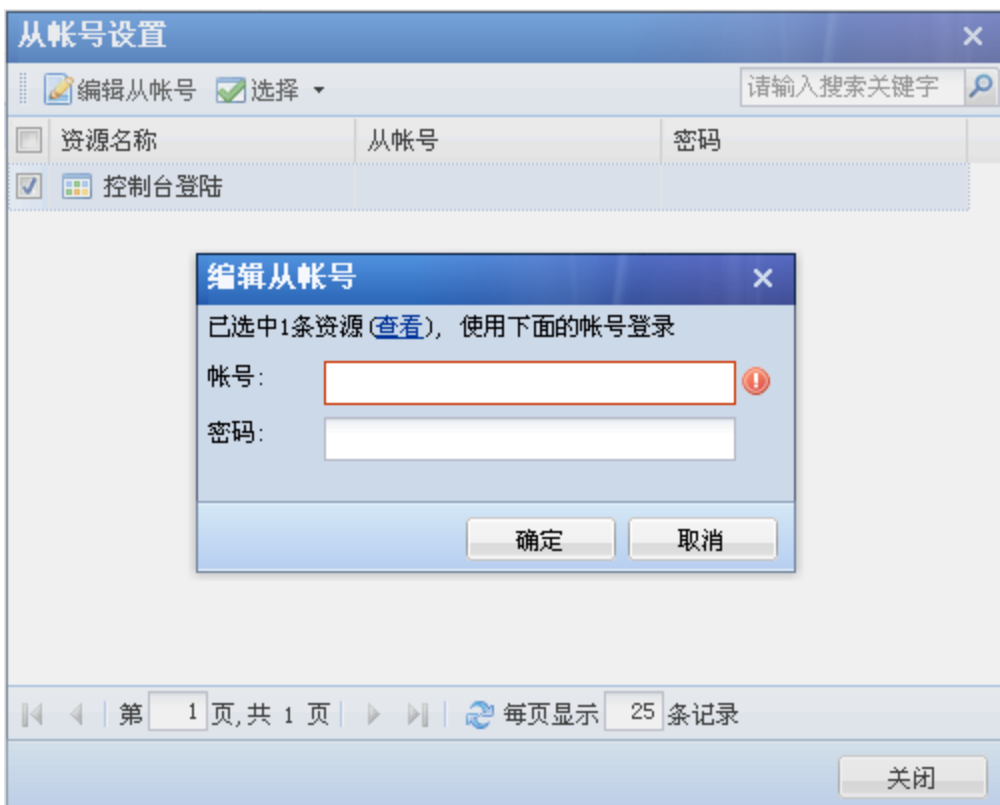 从帐号设置
编辑从帐号 选择 请输入搜索关键字
资源名称 从帐号 密码
控制台登陆
编辑从帐号
已选中1条资源(查看), 使用下面的帐号登录
帐号:
密码:
确定 取消
第 1 页,共 1 页 每页显示 25 条记录
关闭